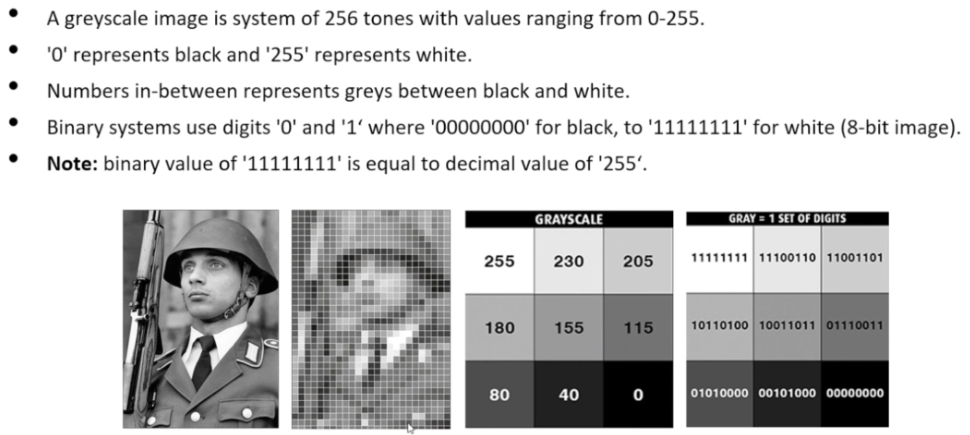 • A greyscale image is system of 256 tones with values ranging from 0-255.
• '0' represents black and '255' represents white.
• Numbers in-between represents greys between black and white.
• Binary systems use digits '0' and '1‘ where '00000000' for black, to '11111111' for white (8-bit image).
• Note: binary value of '11111111' is equal to decimal value of '255‘.
GRAYSCALE
255 230 205
180 155 115
80 40 0
GRAY = 1 SET OF DIGITS
11111111 11100110 11001101
10110100 10011011 01110011
01010000 00101000 00000000